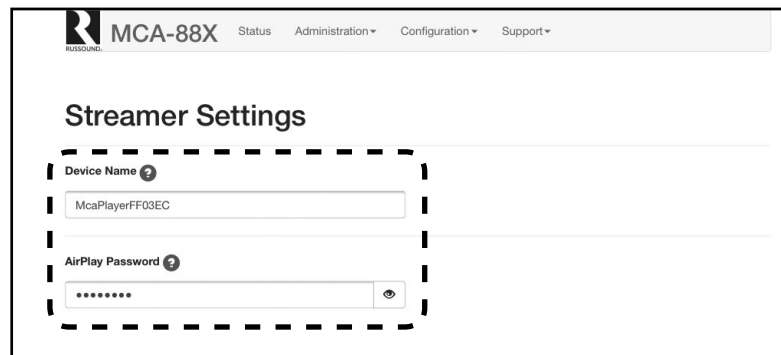 RUSSOUND.
MCA-88X Status Administration Configuration Support
Streamer Settings
Device Name ?
McaPlayerFF03EC
AirPlay Password ?
••••••••